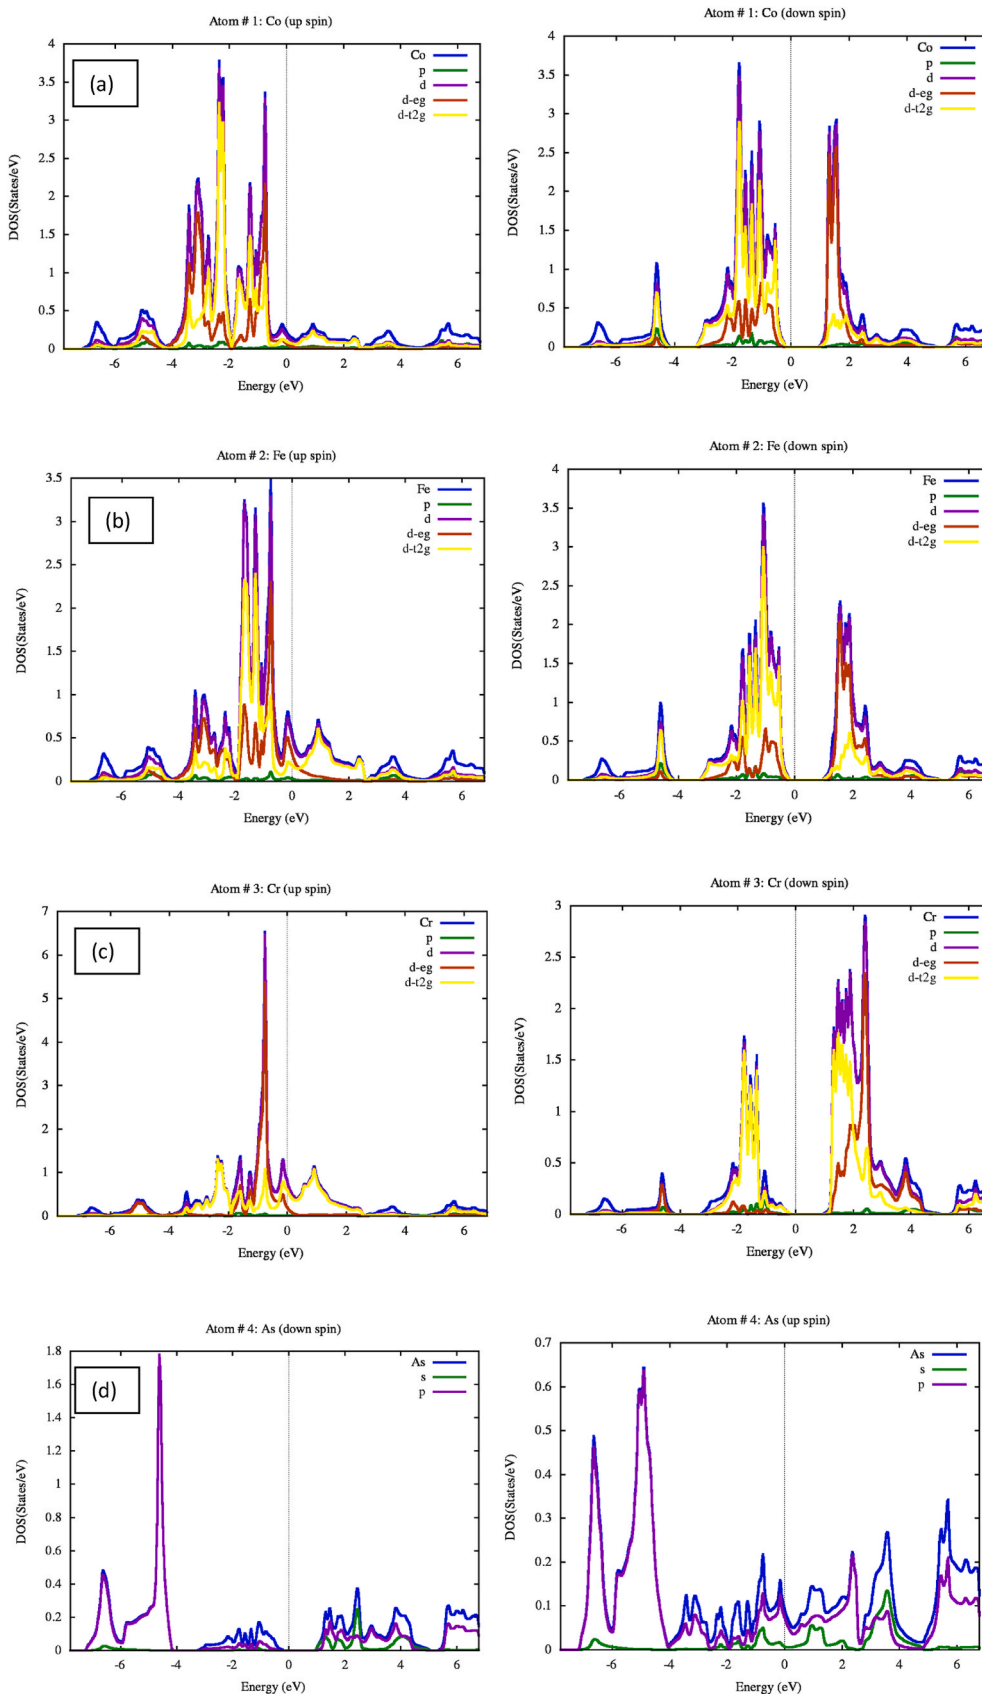 Atom # 1: Co (up spin)
(a)
DOS(States/eV)
4
3.5
3
2.5
2
1.5
1
0.5
0
Co
p
d
d-eg
d-t2g
-6 -4 -2 0 2 4 6
Energy (eV)
Atom # 1: Co (down spin)
DOS(States/eV)
4
3.5
3
2.5
2
1.5
1
0.5
0
Co
p
d
d-eg
d-t2g
-6 -4 -2 0 2 4 6
Energy (eV)
Atom # 2: Fe (up spin)
(b)
DOS(States/eV)
3.5
3
2.5
2
1.5
1
0.5
0
Fe
p
d
d-eg
d-t2g
-6 -4 -2 0 2 4 6
Energy (eV)
Atom # 2: Fe (down spin)
DOS(States/eV)
4
3.5
3
2.5
2
1.5
1
0.5
0
Fe
p
d
d-eg
d-t2g
-6 -4 -2 0 2 4 6
Energy (eV)
Atom # 3: Cr (up spin)
(c)
DOS(States/eV)
7
6
5
4
3
2
1
0
Cr
p
d
d-eg
d-t2g
-6 -4 -2 0 2 4 6
Energy (eV)
Atom # 3: Cr (down spin)
DOS(States/eV)
3
2.5
2
1.5
1
0.5
0
Cr
p
d
d-eg
d-t2g
-6 -4 -2 0 2 4 6
Energy (eV)
Atom # 4: As (down spin)
(d)
DOS(States/eV)
1.8
1.6
1.4
1.2
1
0.8
0.6
0.4
0.2
0
As
s
p
-6 -4 -2 0 2 4 6
Energy (eV)
Atom # 4: As (up spin)
DOS(States/eV)
0.7
0.6
0.5
0.4
0.3
0.2
0.1
0
As
s
p
-6 -4 -2 0 2 4 6
Energy (eV)